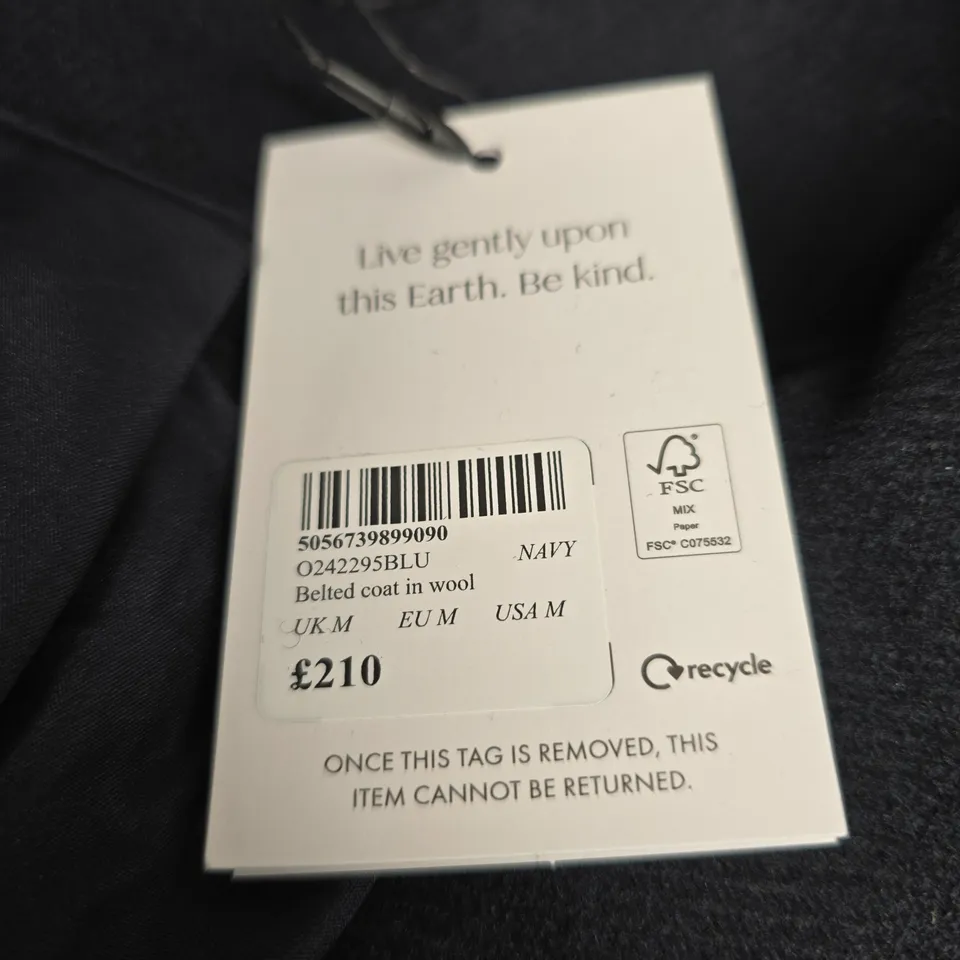 Live gently upon
this Earth. Be kind.
5056739899090
O242295BLU NAVY
Belted coat in wool
UK M EU M USA M
£210
FSC
MIX
Paper
FSC® C075532
recycle
ONCE THIS TAG IS REMOVED, THIS
ITEM CANNOT BE RETURNED.